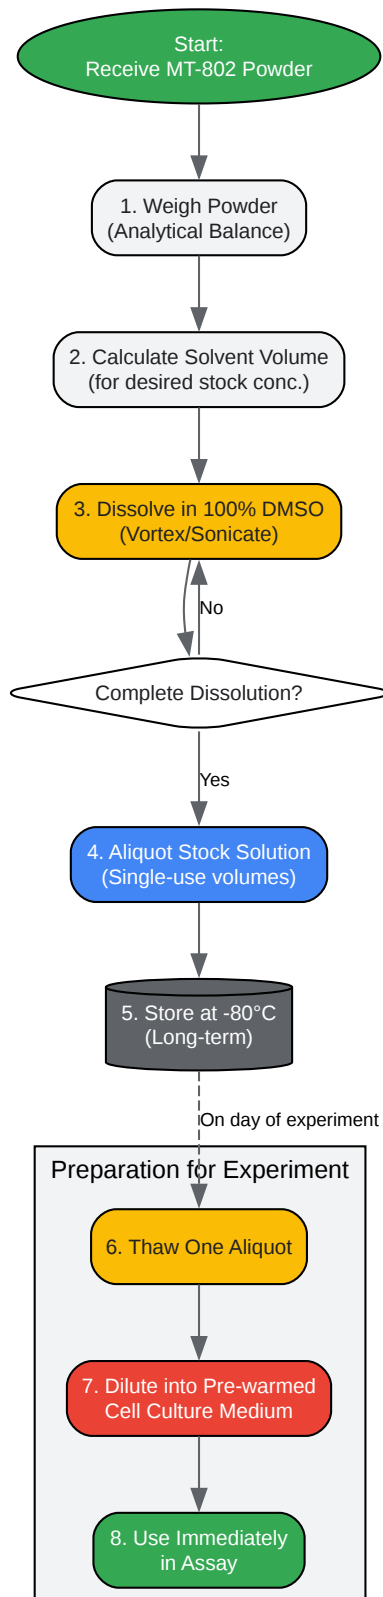 Start:
Receive MT-802 Powder
1. Weigh Powder
(Analytical Balance)
2. Calculate Solvent Volume
(for desired stock conc.)
3. Dissolve in 100% DMSO
(Vortex/Sonicate)
No
Complete Dissolution?
Yes
4. Aliquot Stock Solution
(Single-use volumes)
5. Store at -80°C
(Long-term)
On day of experiment
Preparation for Experiment
6. Thaw One Aliquot
7. Dilute into Pre-warmed
Cell Culture Medium
8. Use Immediately
in Assay